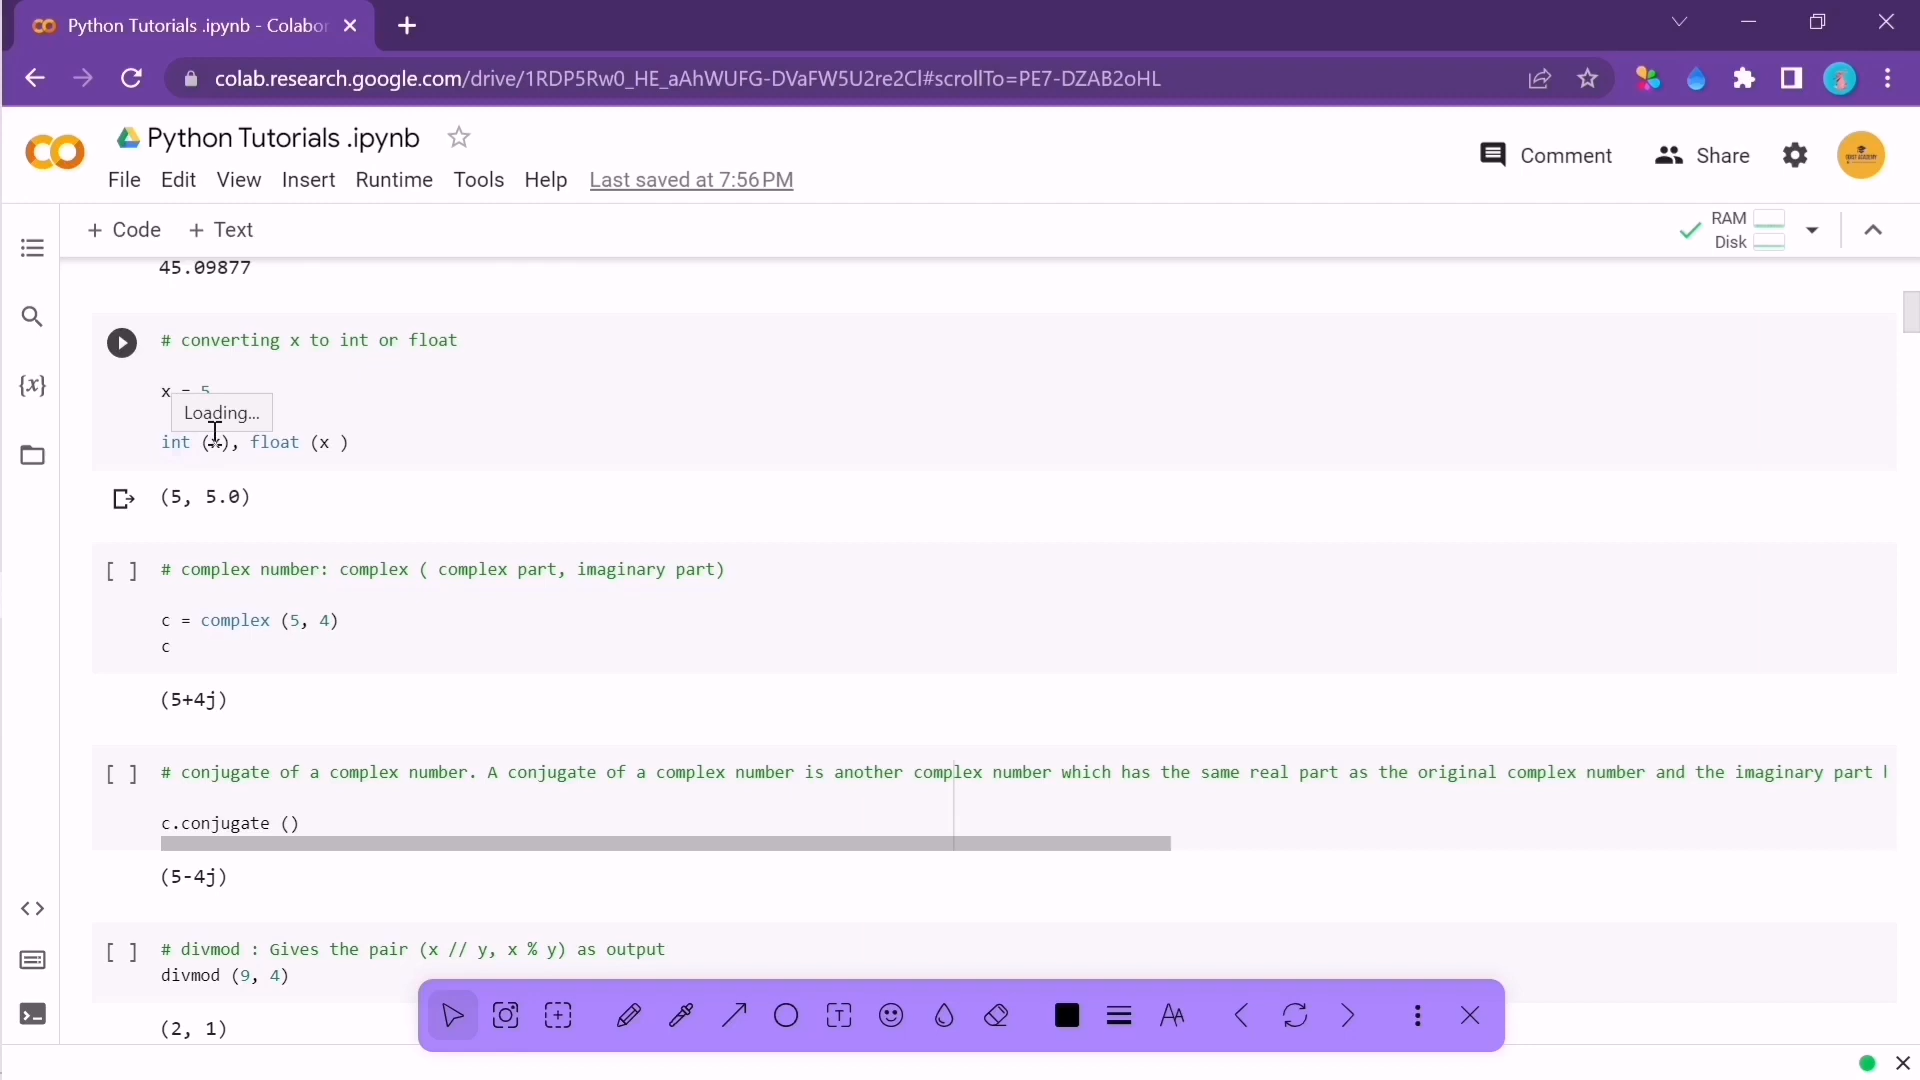 Python Tutorials .ipynb - Colabor
colab.research.google.com/drive/1RDP5Rw0_HE_aAhWUFG-DVaFW5U2re2Cl#scrollTo=PE7-DZAB2oHL
Python Tutorials .ipynb
Comment
Share
File Edit View Insert Runtime Tools Help Last saved at 7:56 PM
+ Code + Text
RAM
Disk
45.09877
# converting x to int or float
x = 5
Loading...
int (x), float (x )
(5, 5.0)
[ ] # complex number: complex ( complex part, imaginary part)
c = complex (5, 4)
c
(5+4j)
[ ] # conjugate of a complex number. A conjugate of a complex number is another complex number which has the same real part as the original complex number and the imaginary part
c.conjugate ()
(5-4j)
[ ] # divmod : Gives the pair (x // y, x % y) as output
divmod (9, 4)
(2, 1)